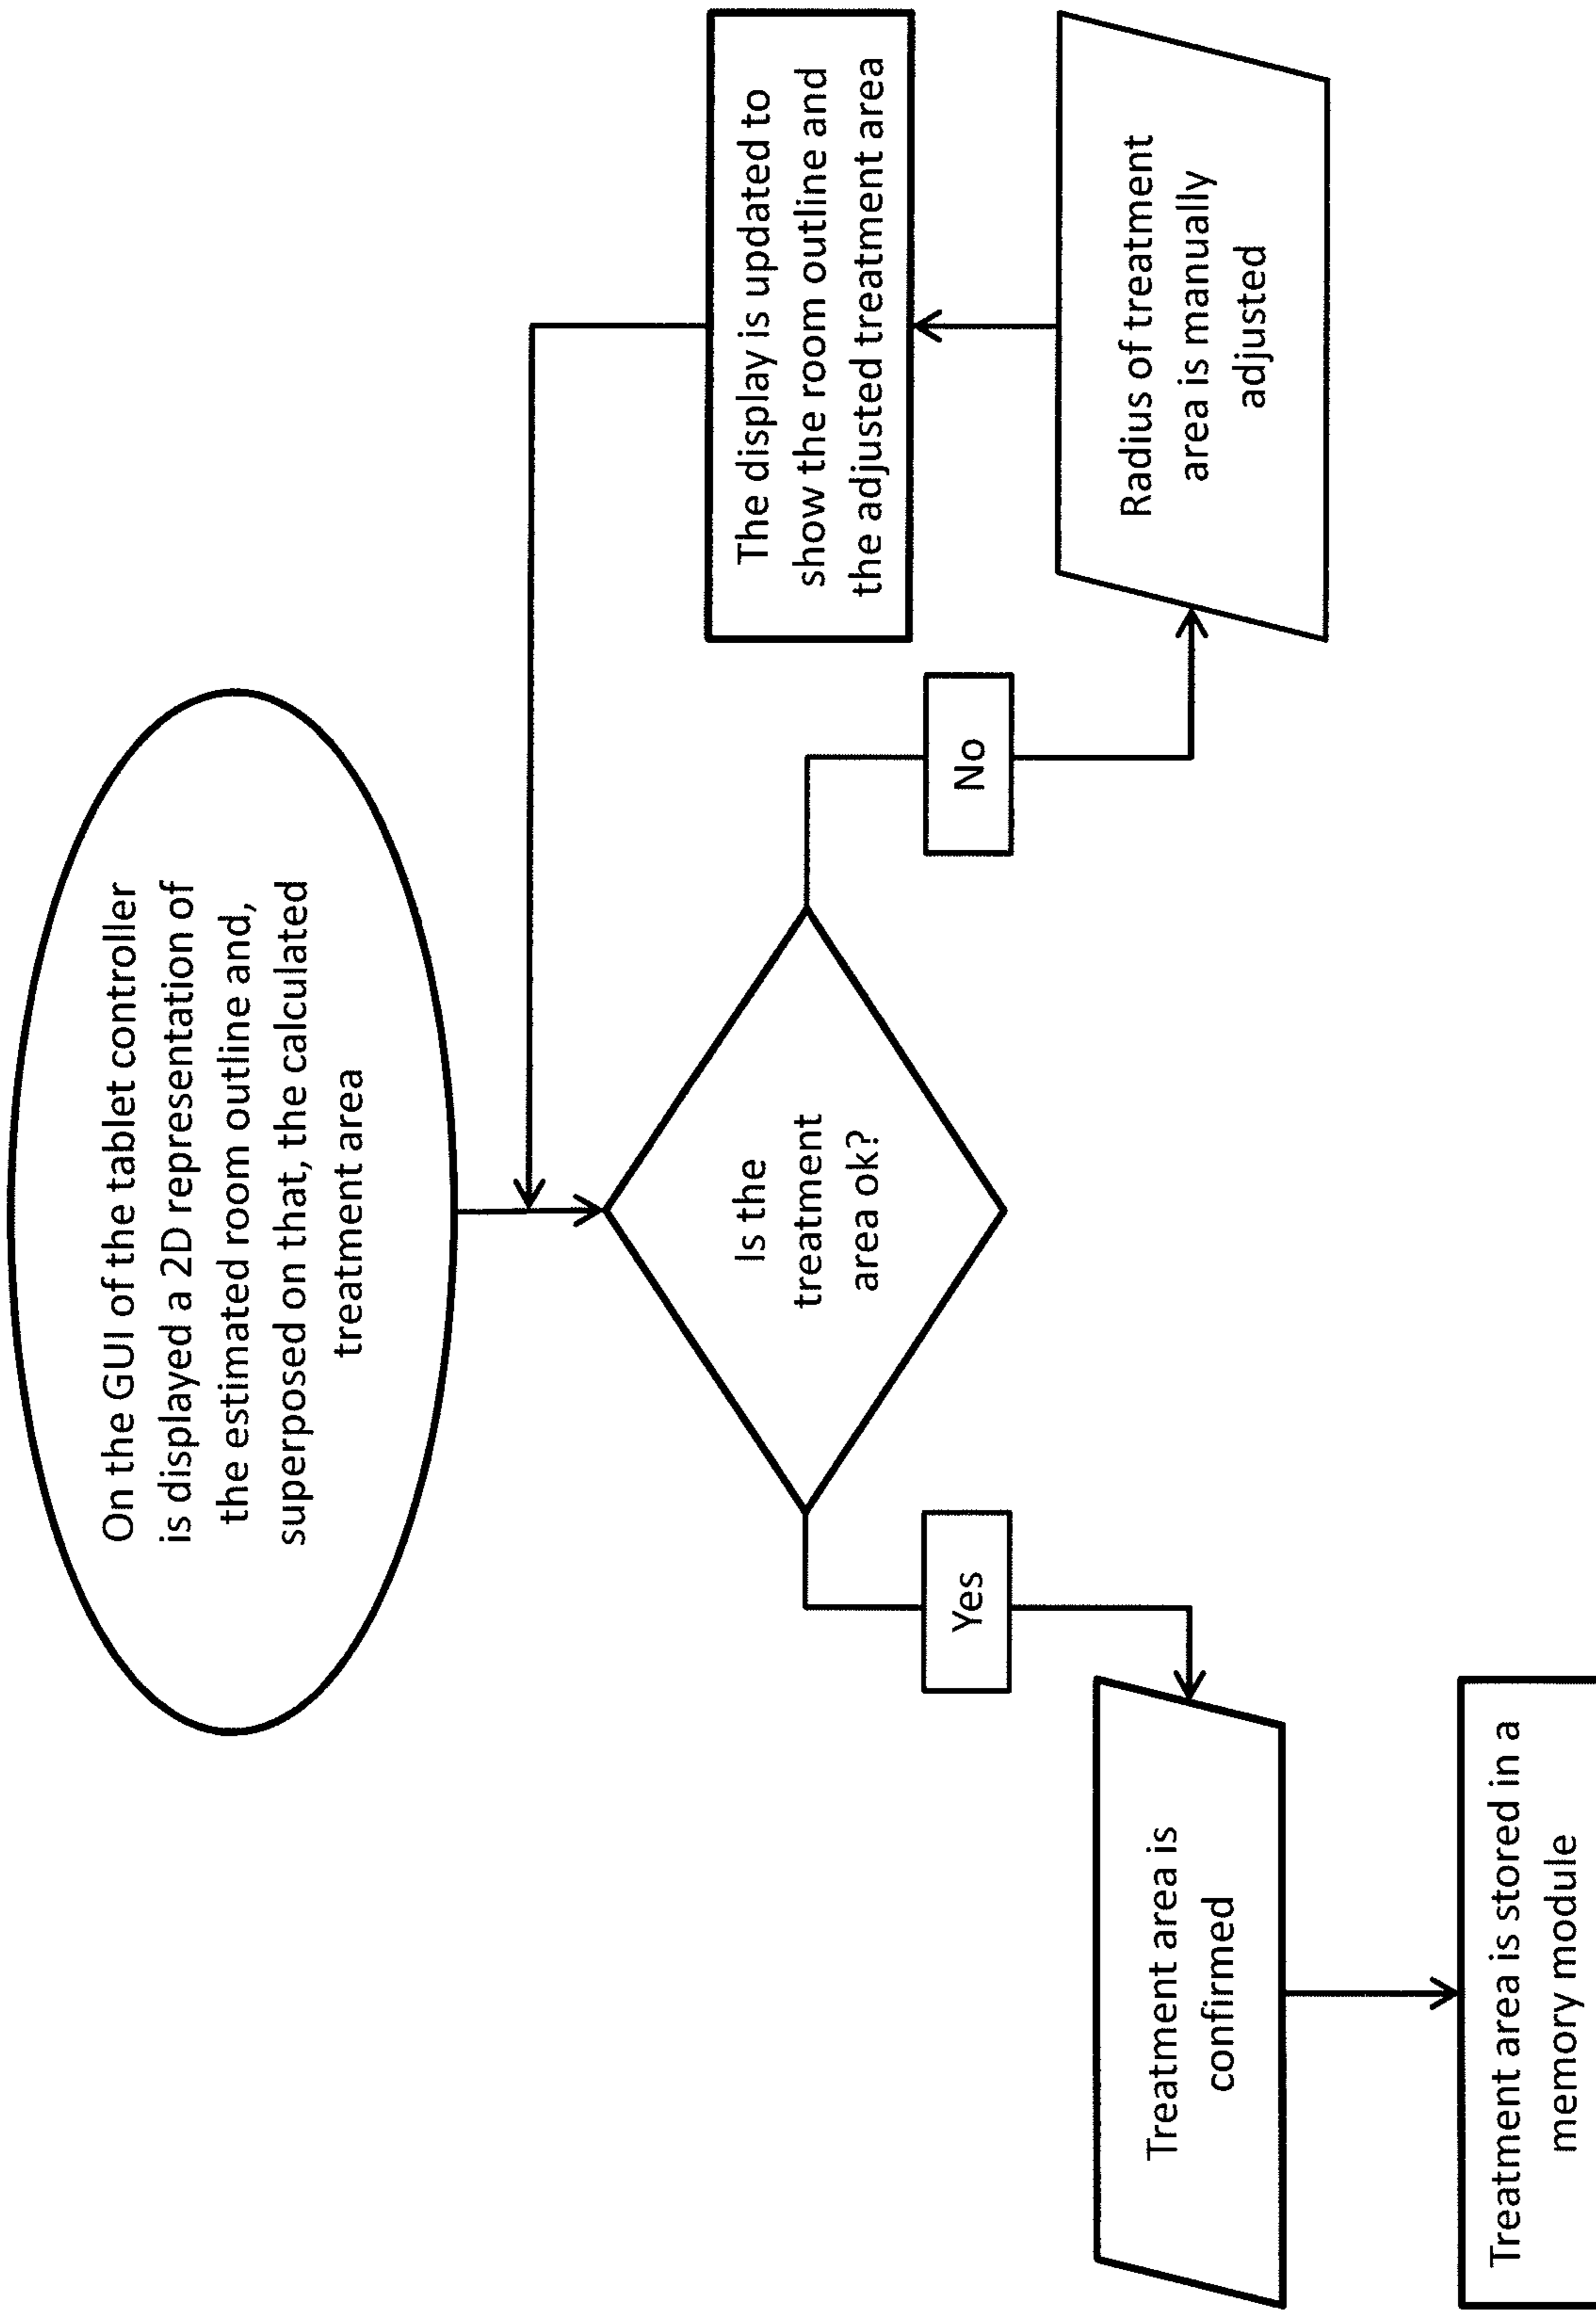 On the GUI of the tablet controller
is displayed a 2D representation of
the estimated room outline and,
superposed on that, the calculated
treatment area
Is the
treatment
area ok?
Yes
No
Treatment area is
confirmed
Treatment area is stored in a
memory module
Radius of treatment
area is manually
adjusted
The display is updated to
show the room outline and
the adjusted treatment area